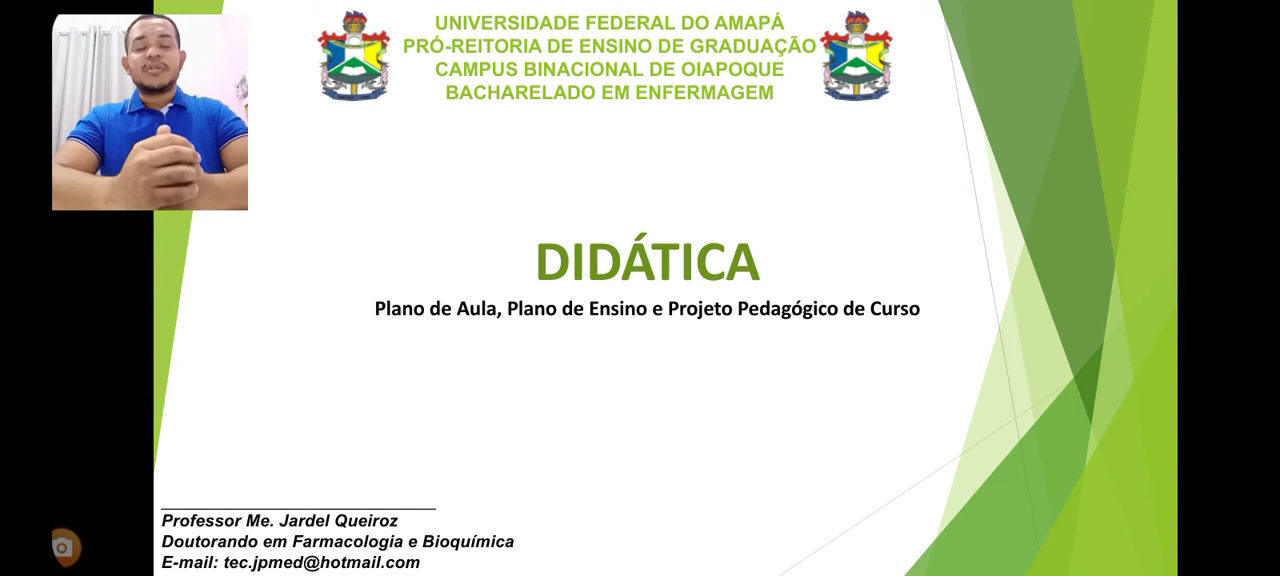 UNIVERSIDADE FEDERAL DO AMAPÁ
PRÓ-REITORIA DE ENSINO DE GRADUAÇÃO
CAMPUS BINACIONAL DE OIAPOQUE
BACHARELADO EM ENFERMAGEM
DIDÁTICA
Plano de Aula, Plano de Ensino e Projeto Pedagógico de Curso
Professor Me. Jardel Queiroz
Doutorando em Farmacologia e Bioquímica
E-mail: tec.jpmed@hotmail.com